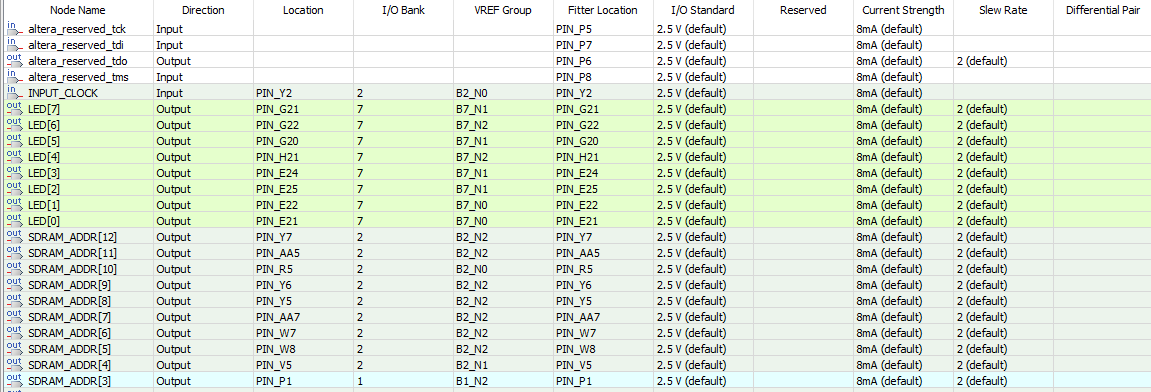 Node Name Direction Location I/O Bank VREF Group Fitter Location I/O Standard Reserved Current Strength Slew Rate Differential Pair
in altera_reserved_tck Input PIN_P5 2.5 V (default) 8mA (default)
in altera_reserved_tdi Input PIN_P7 2.5 V (default) 8mA (default)
out altera_reserved_tdo Output PIN_P6 2.5 V (default) 8mA (default) 2 (default)
in altera_reserved_tms Input PIN_P8 2.5 V (default) 8mA (default)
in INPUT_CLOCK Input PIN_Y2 2 B2_N0 PIN_Y2 2.5 V (default) 8mA (default)
out LED[7] Output PIN_G21 7 B7_N1 PIN_G21 2.5 V (default) 8mA (default) 2 (default)
out LED[6] Output PIN_G22 7 B7_N2 PIN_G22 2.5 V (default) 8mA (default) 2 (default)
out LED[5] Output PIN_G20 7 B7_N1 PIN_G20 2.5 V (default) 8mA (default) 2 (default)
out LED[4] Output PIN_H21 7 B7_N2 PIN_H21 2.5 V (default) 8mA (default) 2 (default)
out LED[3] Output PIN_E24 7 B7_N1 PIN_E24 2.5 V (default) 8mA (default) 2 (default)
out LED[2] Output PIN_E25 7 B7_N1 PIN_E25 2.5 V (default) 8mA (default) 2 (default)
out LED[1] Output PIN_E22 7 B7_N0 PIN_E22 2.5 V (default) 8mA (default) 2 (default)
out LED[0] Output PIN_E21 7 B7_N0 PIN_E21 2.5 V (default) 8mA (default) 2 (default)
out SDRAM_ADDR[12] Output PIN_Y7 2 B2_N2 PIN_Y7 2.5 V (default) 8mA (default) 2 (default)
out SDRAM_ADDR[11] Output PIN_AA5 2 B2_N2 PIN_AA5 2.5 V (default) 8mA (default) 2 (default)
out SDRAM_ADDR[10] Output PIN_R5 2 B2_N0 PIN_R5 2.5 V (default) 8mA (default) 2 (default)
out SDRAM_ADDR[9] Output PIN_Y6 2 B2_N2 PIN_Y6 2.5 V (default) 8mA (default) 2 (default)
out SDRAM_ADDR[8] Output PIN_Y5 2 B2_N2 PIN_Y5 2.5 V (default) 8mA (default) 2 (default)
out SDRAM_ADDR[7] Output PIN_AA7 2 B2_N2 PIN_AA7 2.5 V (default) 8mA (default) 2 (default)
out SDRAM_ADDR[6] Output PIN_W7 2 B2_N2 PIN_W7 2.5 V (default) 8mA (default) 2 (default)
out SDRAM_ADDR[5] Output PIN_W8 2 B2_N2 PIN_W8 2.5 V (default) 8mA (default) 2 (default)
out SDRAM_ADDR[4] Output PIN_V5 2 B2_N1 PIN_V5 2.5 V (default) 8mA (default) 2 (default)
out SDRAM_ADDR[3] Output PIN_P1 1 B1_N2 PIN_P1 2.5 V (default) 8mA (default) 2 (default)